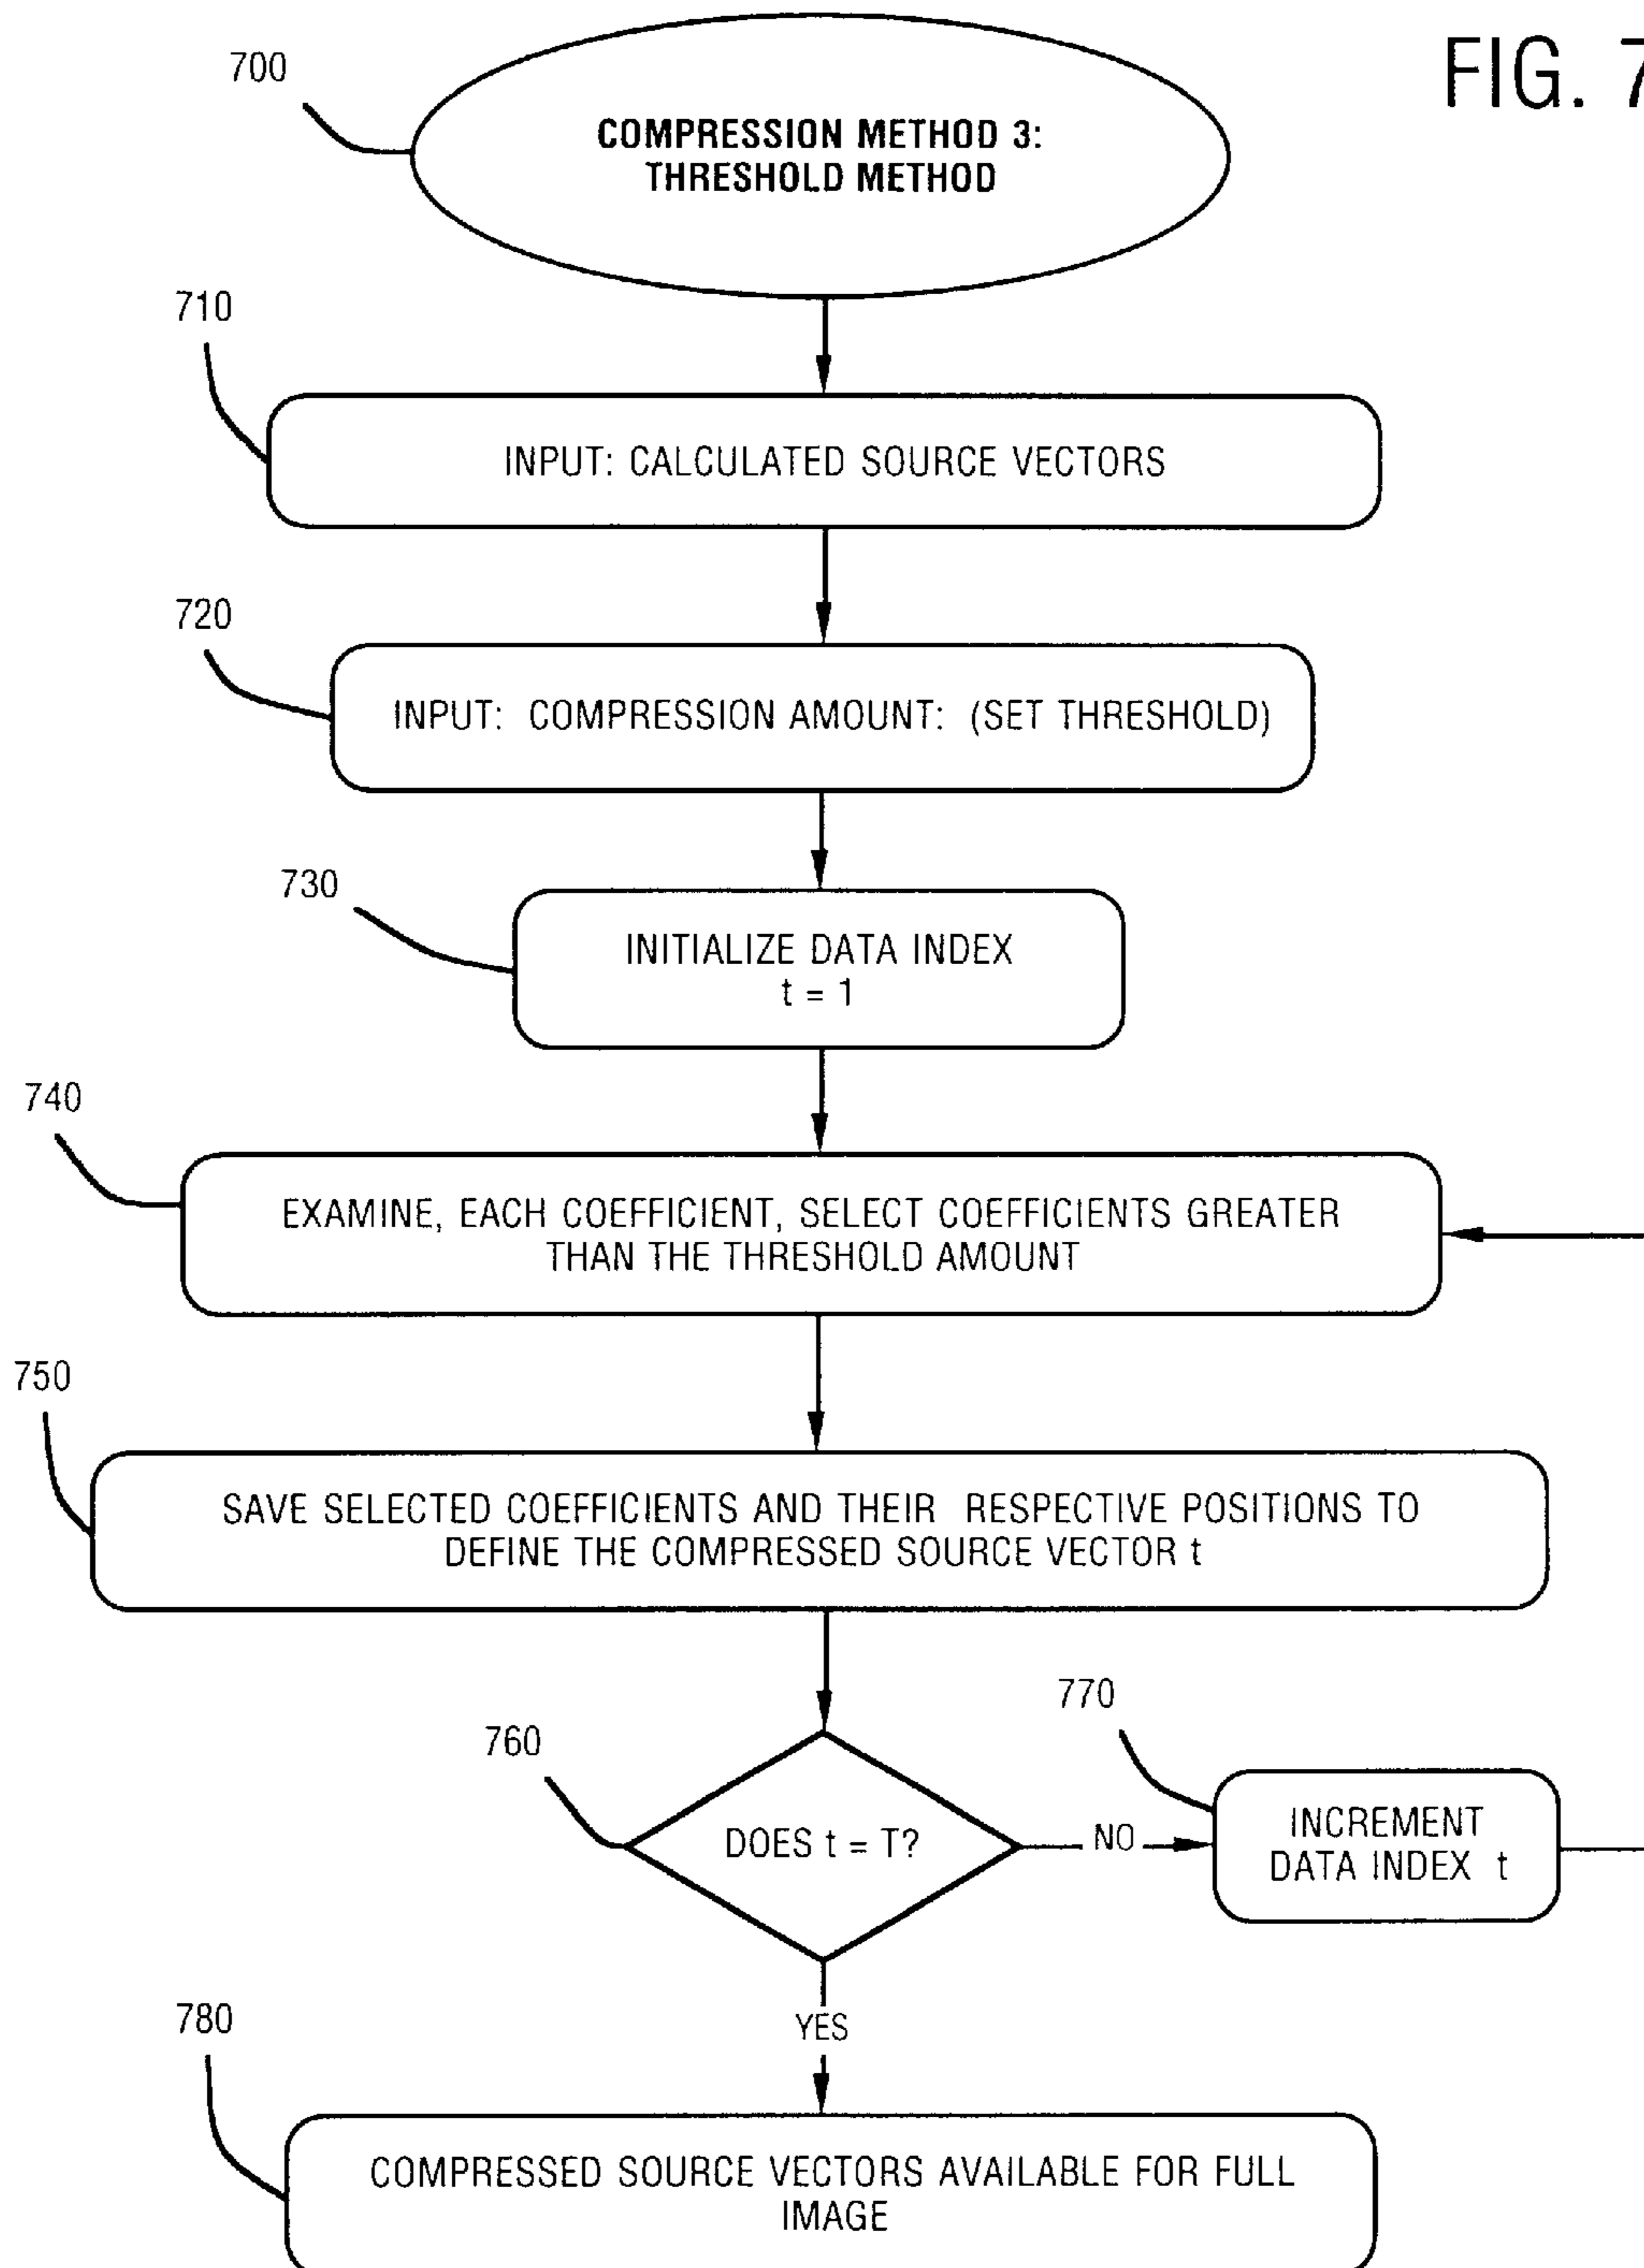 FIG. 7
700
COMPRESSION METHOD 3:
THRESHOLD METHOD
710
INPUT: CALCULATED SOURCE VECTORS
720
INPUT: COMPRESSION AMOUNT: (SET THRESHOLD)
730
INITIALIZE DATA INDEX
t = 1
740
EXAMINE, EACH COEFFICIENT, SELECT COEFFICIENTS GREATER
THAN THE THRESHOLD AMOUNT
750
SAVE SELECTED COEFFICIENTS AND THEIR RESPECTIVE POSITIONS TO
DEFINE THE COMPRESSED SOURCE VECTOR t
760
DOES t = T?
NO
770
INCREMENT
DATA INDEX t
YES
780
COMPRESSED SOURCE VECTORS AVAILABLE FOR FULL
IMAGE